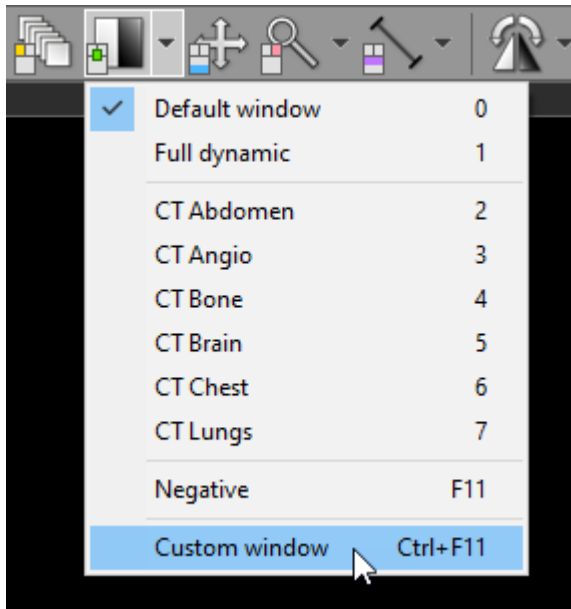 Default window 0
Full dynamic 1
CT Abdomen 2
CT Angio 3
CT Bone 4
CT Brain 5
CT Chest 6
CT Lungs 7
Negative F11
Custom window Ctrl+F11